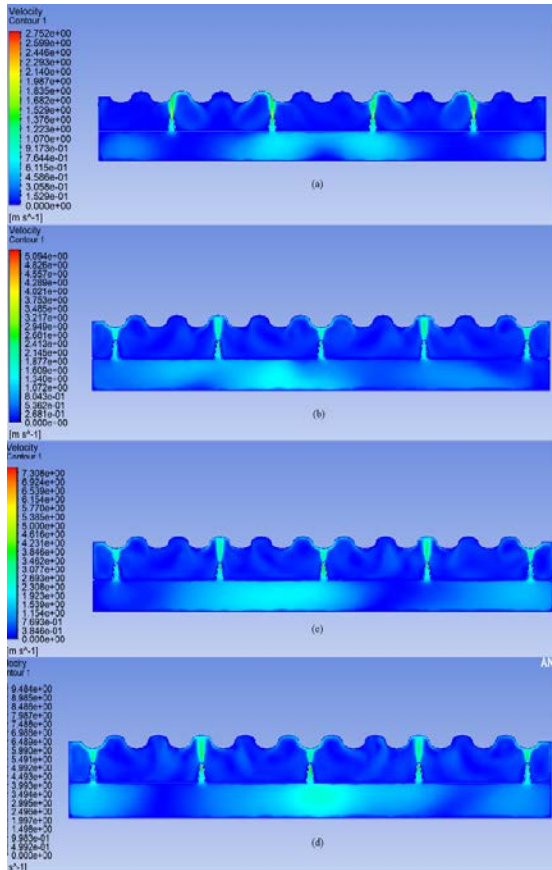 Velocity
Contour 1
2.752e+00
2.599e+00
2.446e+00
2.293e+00
2.140e+00
1.987e+00
1.835e+00
1.682e+00
1.529e+00
1.376e+00
1.223e+00
1.070e+00
9.173e-01
7.644e-01
6.115e-01
4.586e-01
3.058e-01
1.529e-01
0.000e+00
[m s^-1]
(a)
Velocity
Contour 1
5.094e+00
4.826e+00
4.557e+00
4.289e+00
4.021e+00
3.753e+00
3.485e+00
3.217e+00
2.949e+00
2.681e+00
2.413e+00
2.145e+00
1.877e+00
1.609e+00
1.340e+00
1.072e+00
8.043e-01
5.362e-01
2.681e-01
0.000e+00
[m s^-1]
(b)
Velocity
Contour 1
7.308e+00
6.924e+00
6.539e+00
6.154e+00
5.770e+00
5.385e+00
5.000e+00
4.616e+00
4.231e+00
3.846e+00
3.462e+00
3.077e+00
2.693e+00
2.308e+00
1.923e+00
1.539e+00
1.154e+00
7.693e-01
3.846e-01
0.000e+00
[m s^-1]
(c)
AN
elocity
ontour 1
9.484e+00
8.985e+00
8.486e+00
7.987e+00
7.488e+00
6.988e+00
6.489e+00
5.990e+00
5.491e+00
4.992e+00
4.493e+00
3.993e+00
3.494e+00
2.995e+00
2.496e+00
1.997e+00
1.498e+00
9.983e-01
4.992e-01
0.000e+00
s^-1]
(d)